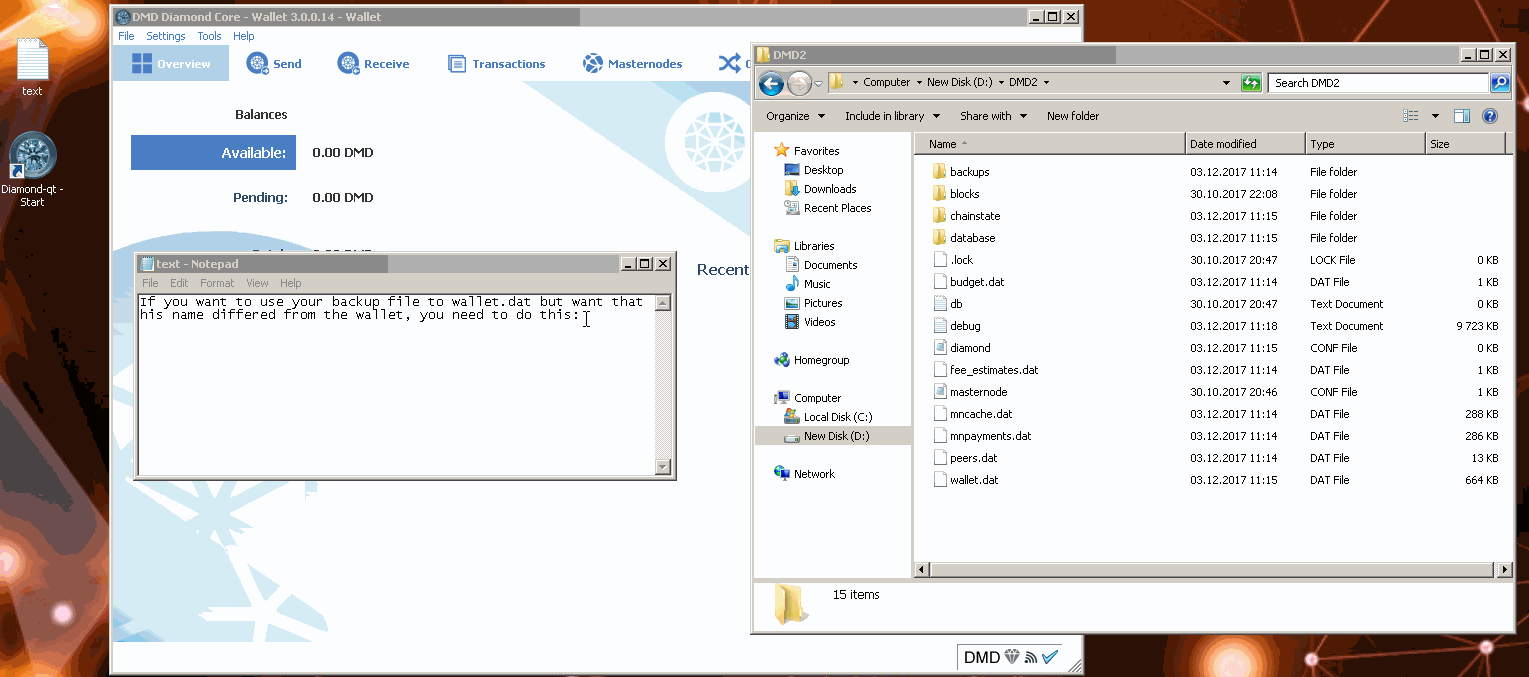 text
Diamond-qt -
Start
DMD Diamond Core - Wallet 3.0.0.14 - Wallet
File Settings Tools Help
Overview Send Receive Transactions Masternodes
Balances
Available: 0.00 DMD
Pending: 0.00 DMD
Recent
text - Notepad
File Edit Format View Help
If you want to use your backup file to wallet.dat but want that
his name differed from the wallet, you need to do this:
DMD
DMD2
Computer New Disk (D:) DMD2 Search DMD2
Organize Include in library Share with New folder
Favorites
Desktop
Downloads
Recent Places
Libraries
Documents
Music
Pictures
Videos
Homegroup
Computer
Local Disk (C:)
New Disk (D:)
Network
Name Date modified Type Size
backups 03.12.2017 11:14 File folder
blocks 30.10.2017 22:08 File folder
chainstate 03.12.2017 11:15 File folder
database 03.12.2017 11:15 File folder
.lock 30.10.2017 20:47 LOCK File 0 KB
budget.dat 03.12.2017 11:14 DAT File 1 KB
db 30.10.2017 20:47 Text Document 0 KB
debug 03.12.2017 11:18 Text Document 9 723 KB
diamond 03.12.2017 11:15 CONF File 0 KB
fee_estimates.dat 03.12.2017 11:14 DAT File 1 KB
masternode 30.10.2017 20:46 CONF File 1 KB
mncache.dat 03.12.2017 11:14 DAT File 288 KB
mnpayments.dat 03.12.2017 11:14 DAT File 286 KB
peers.dat 03.12.2017 11:14 DAT File 13 KB
wallet.dat 03.12.2017 11:15 DAT File 664 KB
15 items